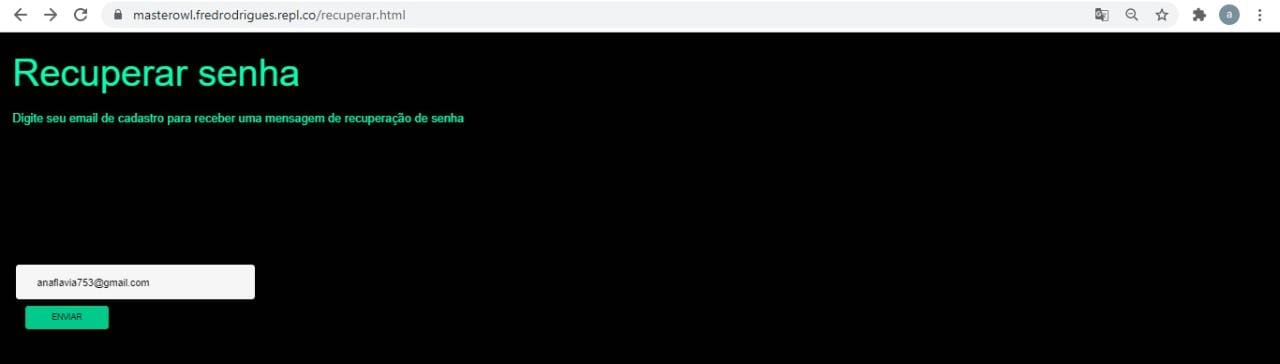 masterowl.fredrodrigues.repl.co/recuperar.html
a
Recuperar senha
Digite seu email de cadastro para receber uma mensagem de recuperação de senha
anaflavia753@gmail.com
ENVIAR